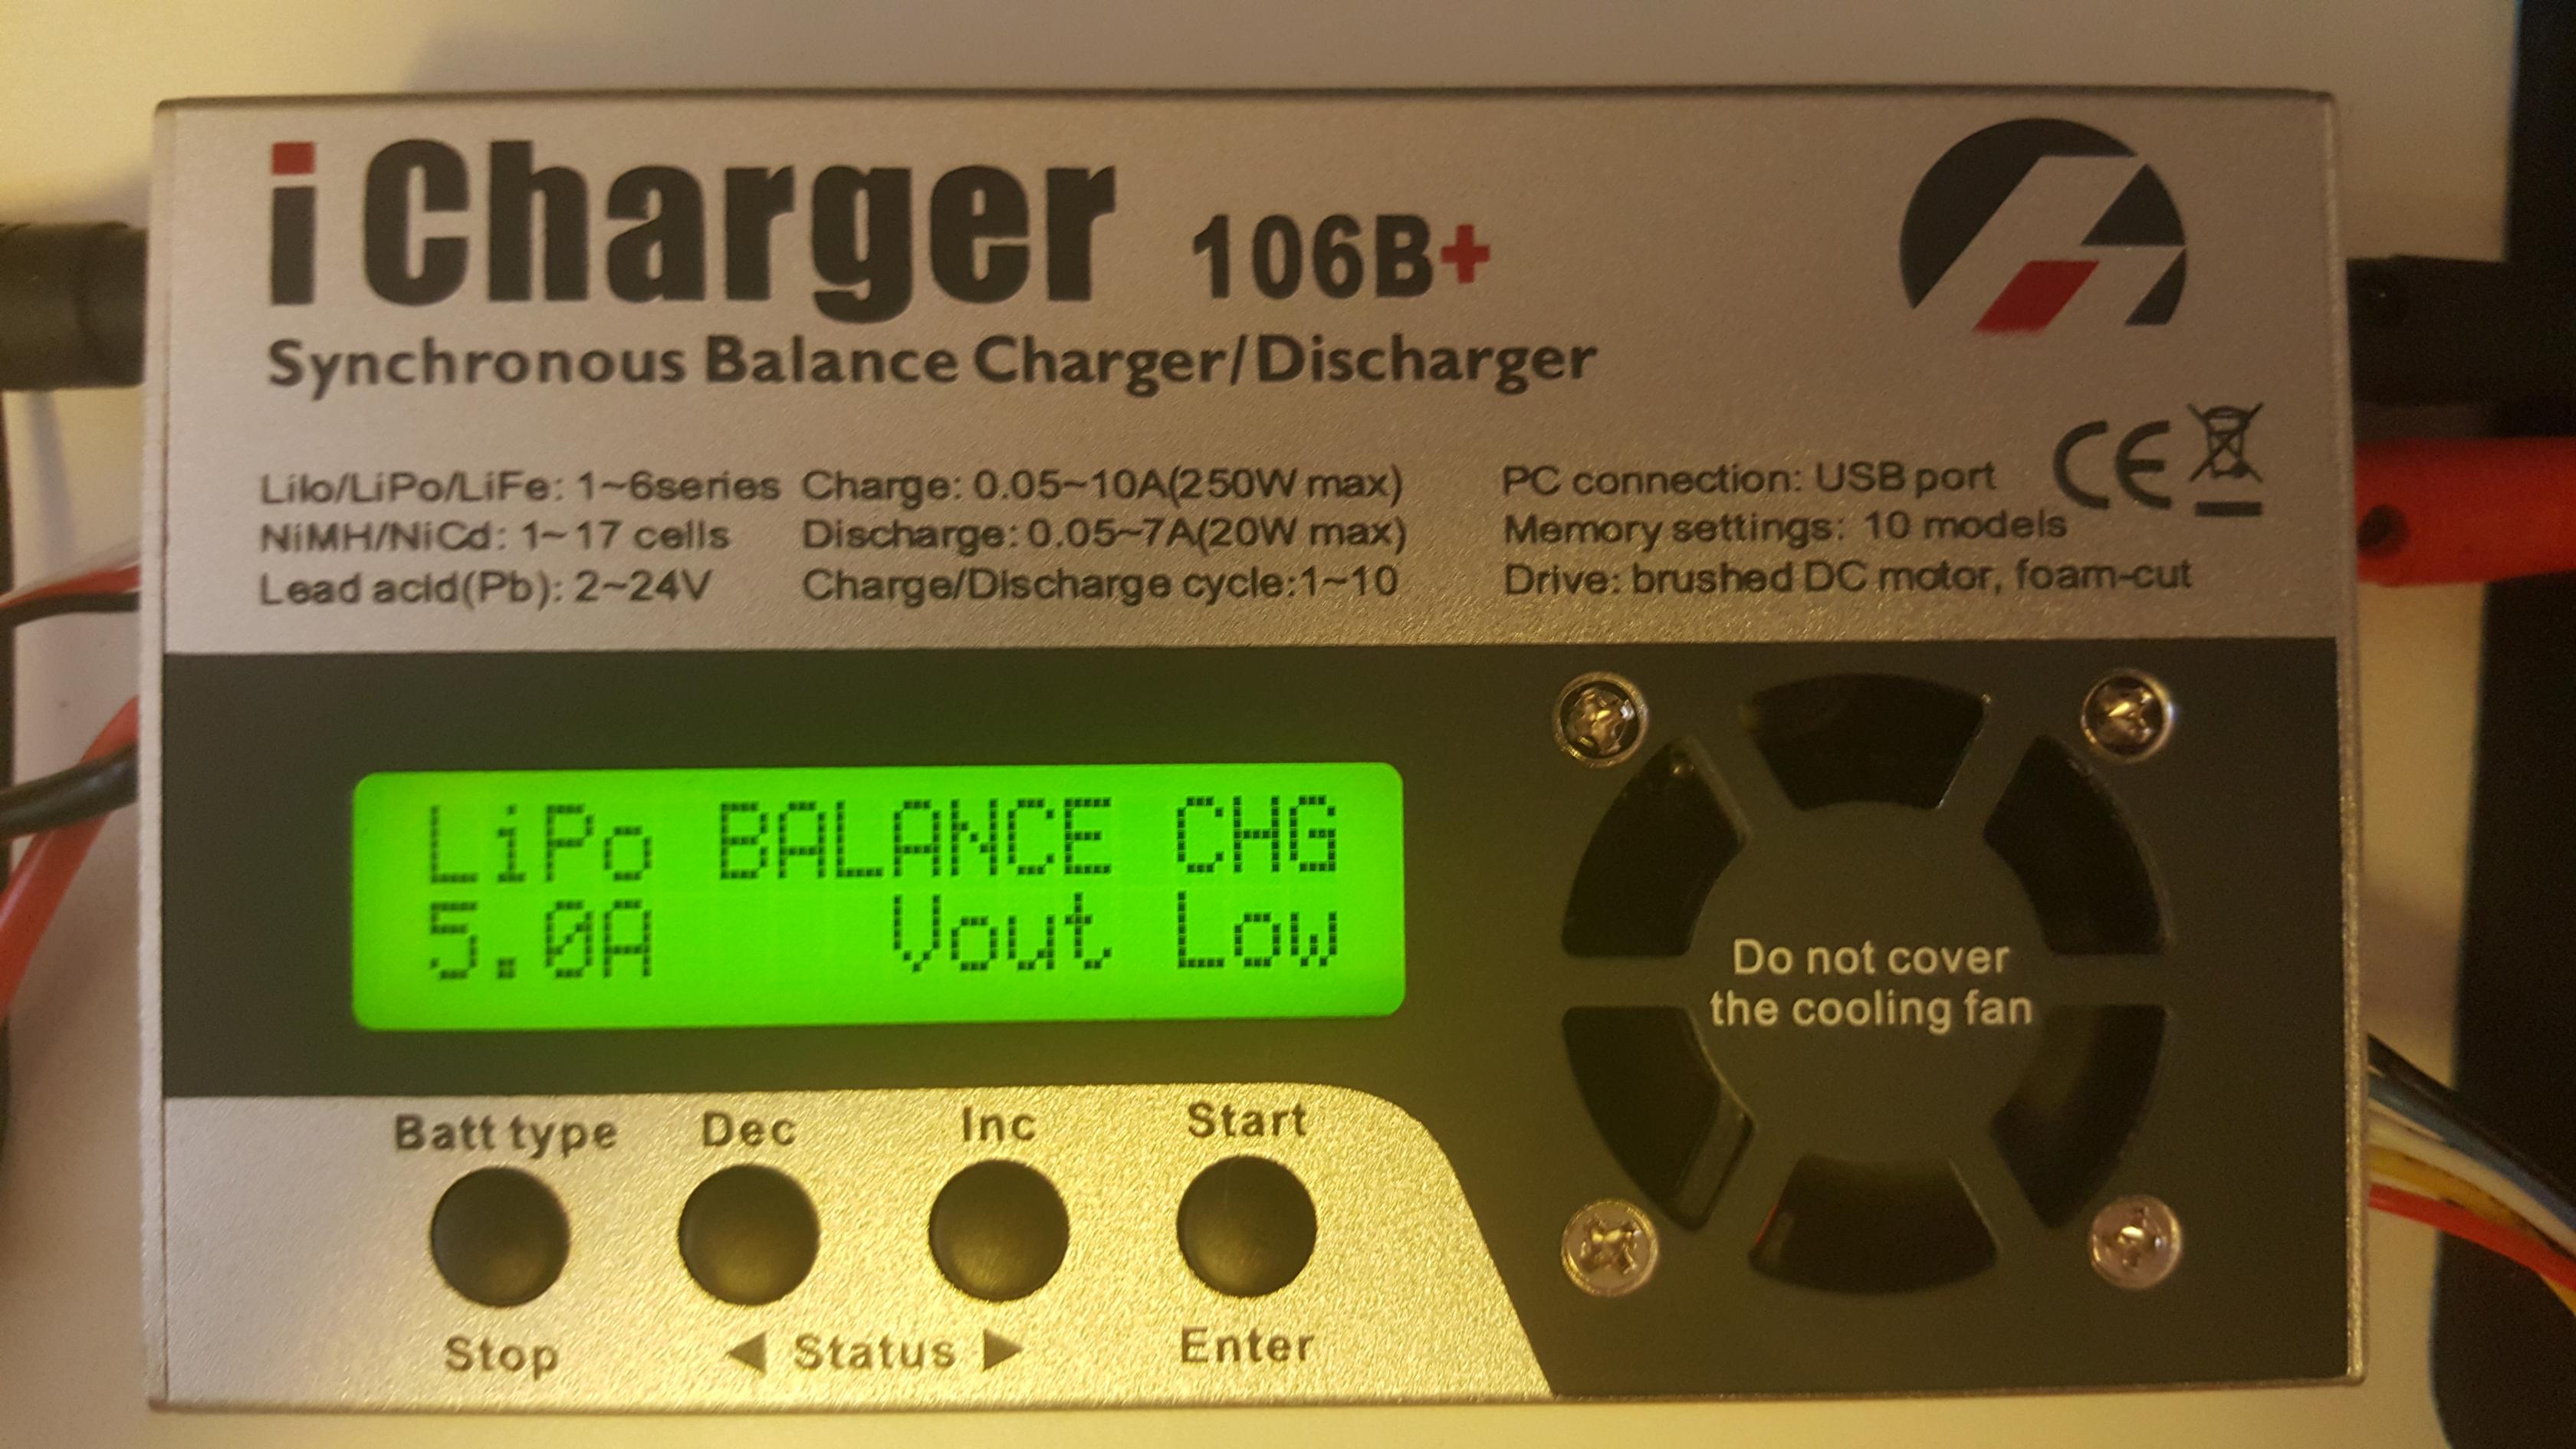 iCharger 106B+
Synchronous Balance Charger/Discharger
LiIo/LiPo/LiFe: 1~6series
NiMH/NiCd: 1~17 cells
Lead acid(Pb): 2~24V
Charge: 0.05~10A(250W max)
Discharge: 0.05~7A(20W max)
Charge/Discharge cycle:1~10
PC connection: USB port
Memory settings: 10 models
Drive: brushed DC motor, foam-cut
CE
LiPo BALANCE CHG
5.0A Vout Low
Do not cover
the cooling fan
Batt type Dec Inc Start
Stop ◀ Status ▶ Enter